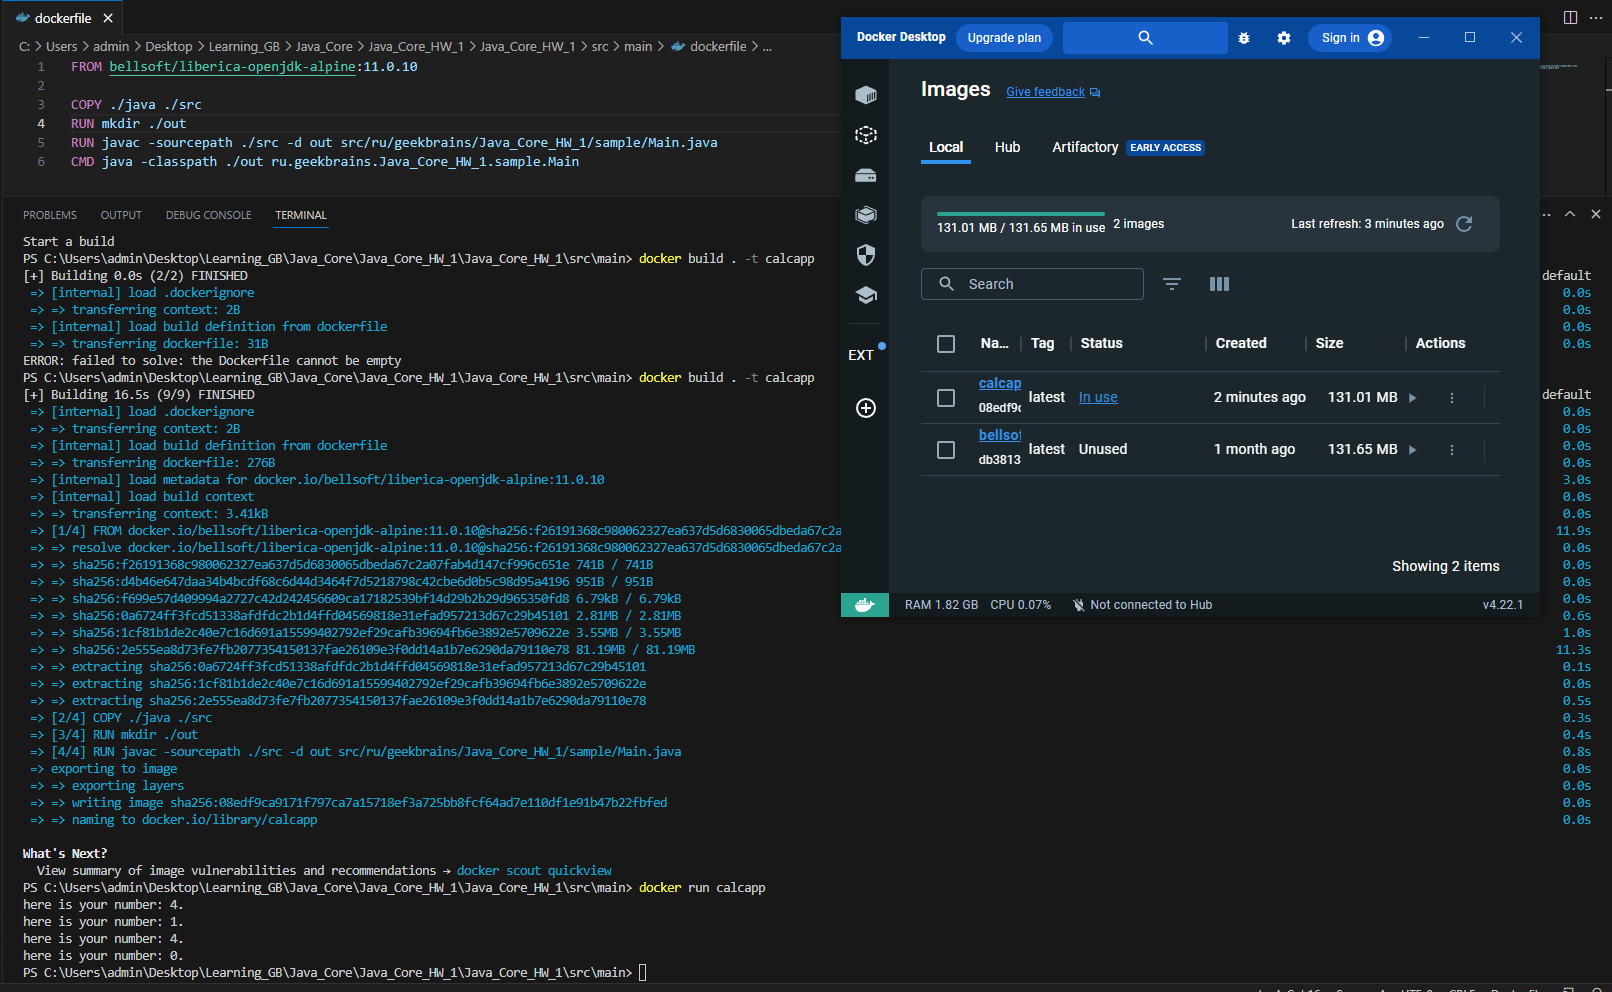 dockerfile
C: > Users > admin > Desktop > Learning_GB > Java_Core > Java_Core_HW_1 > Java_Core_HW_1 > src > main > dockerfile > ...
1 FROM bellsoft/liberica-openjdk-alpine:11.0.10
2
3 COPY ./java ./src
4 RUN mkdir ./out
5 RUN javac -sourcepath ./src -d out src/ru/geekbrains/Java_Core_HW_1/sample/Main.java
6 CMD java -classpath ./out ru.geekbrains.Java_Core_HW_1.sample.Main
PROBLEMS OUTPUT DEBUG CONSOLE TERMINAL
Start a build
PS C:\Users\admin\Desktop\Learning_GB\Java_Core\Java_Core_HW_1\Java_Core_HW_1\src\main> docker build . -t calcapp
[+] Building 0.0s (2/2) FINISHED default
=> [internal] load .dockerignore 0.0s
=> => transferring context: 2B 0.0s
=> [internal] load build definition from dockerfile 0.0s
=> => transferring dockerfile: 31B 0.0s
ERROR: failed to solve: the Dockerfile cannot be empty
PS C:\Users\admin\Desktop\Learning_GB\Java_Core\Java_Core_HW_1\Java_Core_HW_1\src\main> docker build . -t calcapp
[+] Building 16.5s (9/9) FINISHED default
=> [internal] load .dockerignore 0.0s
=> => transferring context: 2B 0.0s
=> [internal] load build definition from dockerfile 0.0s
=> => transferring dockerfile: 276B 0.0s
=> [internal] load metadata for docker.io/bellsoft/liberica-openjdk-alpine:11.0.10 3.0s
=> [internal] load build context 0.0s
=> => transferring context: 3.41kB 0.0s
=> [1/4] FROM docker.io/bellsoft/liberica-openjdk-alpine:11.0.10@sha256:f26191368c980062327ea637d5d6830065dbeda67c2a 11.9s
=> => resolve docker.io/bellsoft/liberica-openjdk-alpine:11.0.10@sha256:f26191368c980062327ea637d5d6830065dbeda67c2a 0.0s
=> => sha256:f26191368c980062327ea637d5d6830065dbeda67c2a07fab4d147cf996c651e 741B / 741B 0.0s
=> => sha256:d4b46e647daa34b4bcdf68c6d44d3464f7d5218798c42cbe6d0b5c98d95a4196 951B / 951B 0.0s
=> => sha256:f699e57d409994a2727c42d242456609ca17182539bf14d29b2b29d965350fd8 6.79kB / 6.79kB 0.0s
=> => sha256:0a6724ff3fcd51338afdfdc2b1d4ffd04569818e31efad957213d67c29b45101 2.81MB / 2.81MB 0.6s
=> => sha256:1cf81b1de2c40e7c16d691a15599402792ef29cafb39694fb6e3892e5709622e 3.55MB / 3.55MB 1.0s
=> => sha256:2e555ea8d73fe7fb2077354150137fae26109e3f0dd14a1b7e6290da79110e78 81.19MB / 81.19MB 11.3s
=> => extracting sha256:0a6724ff3fcd51338afdfdc2b1d4ffd04569818e31efad957213d67c29b45101 0.1s
=> => extracting sha256:1cf81b1de2c40e7c16d691a15599402792ef29cafb39694fb6e3892e5709622e 0.0s
=> => extracting sha256:2e555ea8d73fe7fb2077354150137fae26109e3f0dd14a1b7e6290da79110e78 0.5s
=> [2/4] COPY ./java ./src 0.3s
=> [3/4] RUN mkdir ./out 0.4s
=> [4/4] RUN javac -sourcepath ./src -d out src/ru/geekbrains/Java_Core_HW_1/sample/Main.java 0.8s
=> exporting to image 0.0s
=> => exporting layers 0.0s
=> => writing image sha256:08edf9ca9171f797ca7a15718ef3a725bb8fcf64ad7e110df1e91b47b22fbfed 0.0s
=> => naming to docker.io/library/calcapp 0.0s
What's Next?
View summary of image vulnerabilities and recommendations → docker scout quickview
PS C:\Users\admin\Desktop\Learning_GB\Java_Core\Java_Core_HW_1\Java_Core_HW_1\src\main> docker run calcapp
here is your number: 4.
here is your number: 1.
here is your number: 4.
here is your number: 0.
PS C:\Users\admin\Desktop\Learning_GB\Java_Core\Java_Core_HW_1\Java_Core_HW_1\src\main>
Docker Desktop Upgrade plan Sign in
Images Give feedback
Local Hub Artifactory EARLY ACCESS
131.01 MB / 131.65 MB in use 2 images Last refresh: 3 minutes ago
Search
EXT
Na... Tag Status Created Size Actions
calcap latest In use 2 minutes ago 131.01 MB
08edf9c
bellsof latest Unused 1 month ago 131.65 MB
db3813
Showing 2 items
RAM 1.82 GB CPU 0.07% Not connected to Hub v4.22.1